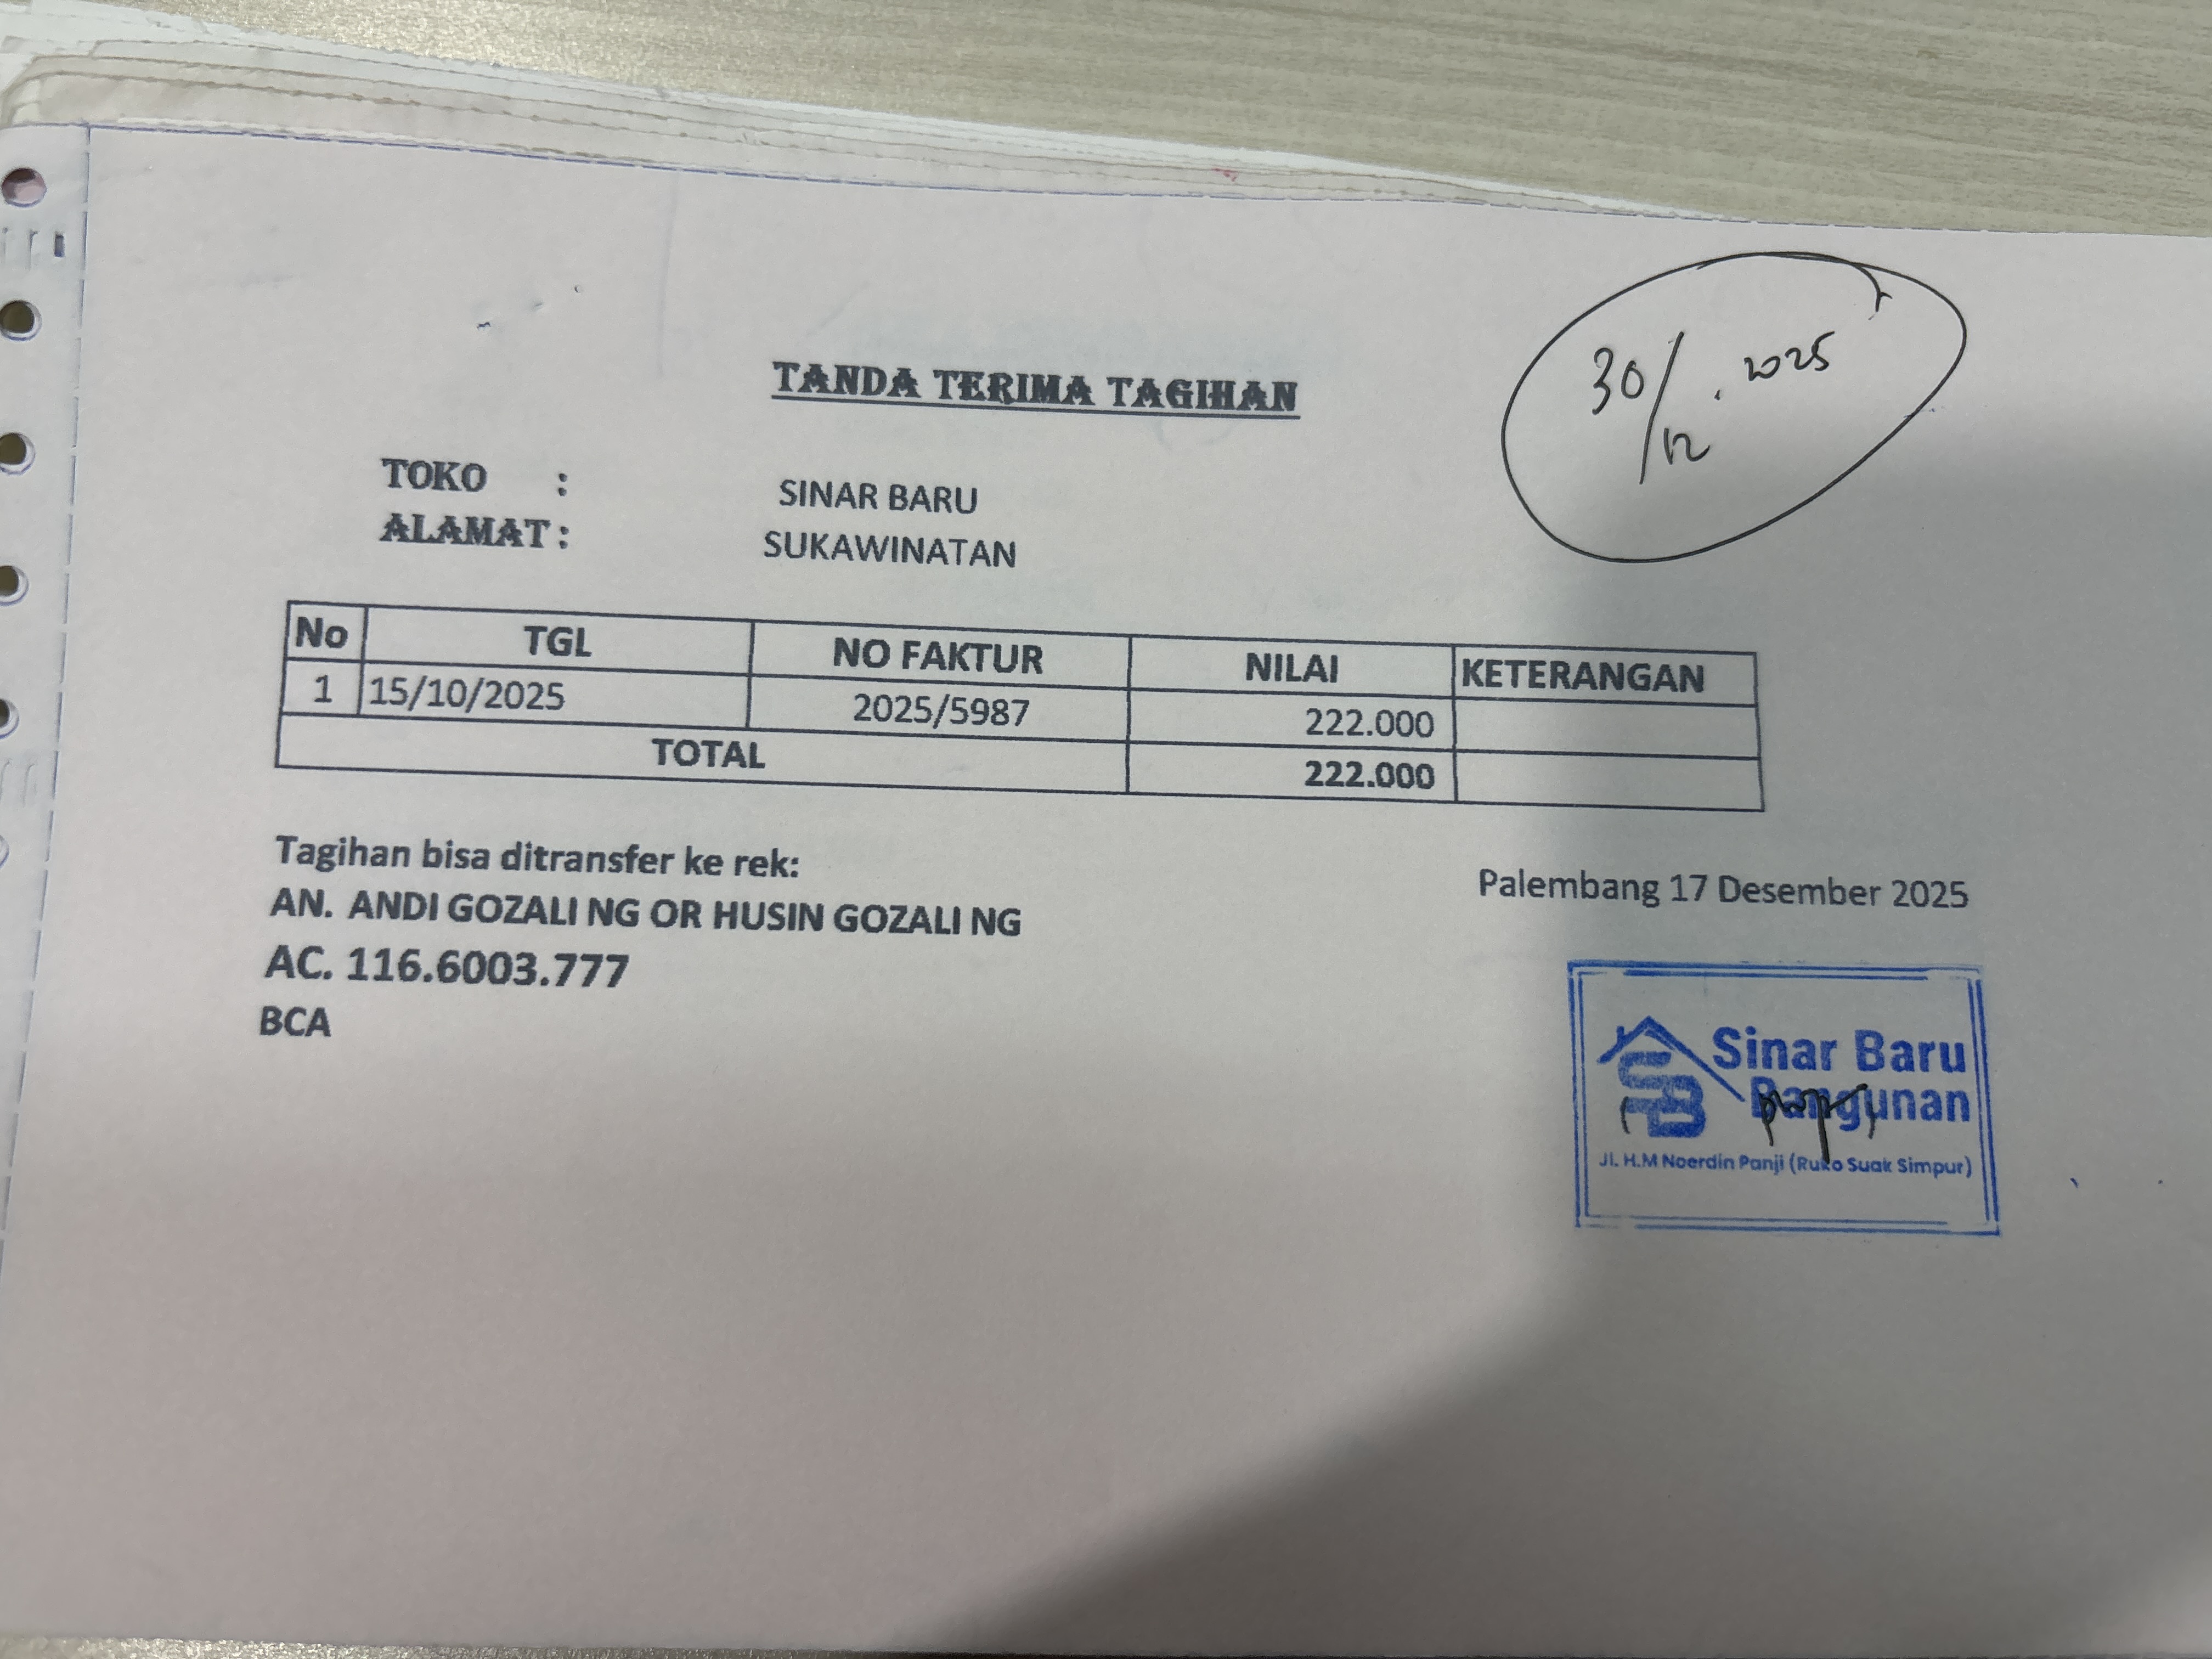 30/12.2025
TANDA TERIMA TAGIHAN
TOKO : SINAR BARU
ALAMAT : SUKAWINATAN
No TGL NO FAKTUR NILAI KETERANGAN
1 15/10/2025 2025/5987 222.000
TOTAL 222.000
Tagihan bisa ditransfer ke rek:
AN. ANDI GOZALI NG OR HUSIN GOZALI NG
AC. 116.6003.777
BCA
Palembang 17 Desember 2025
SB
Sinar Baru
Bangunan
Jl. H.M Noerdin Panji (Ruko Suak Simpur)